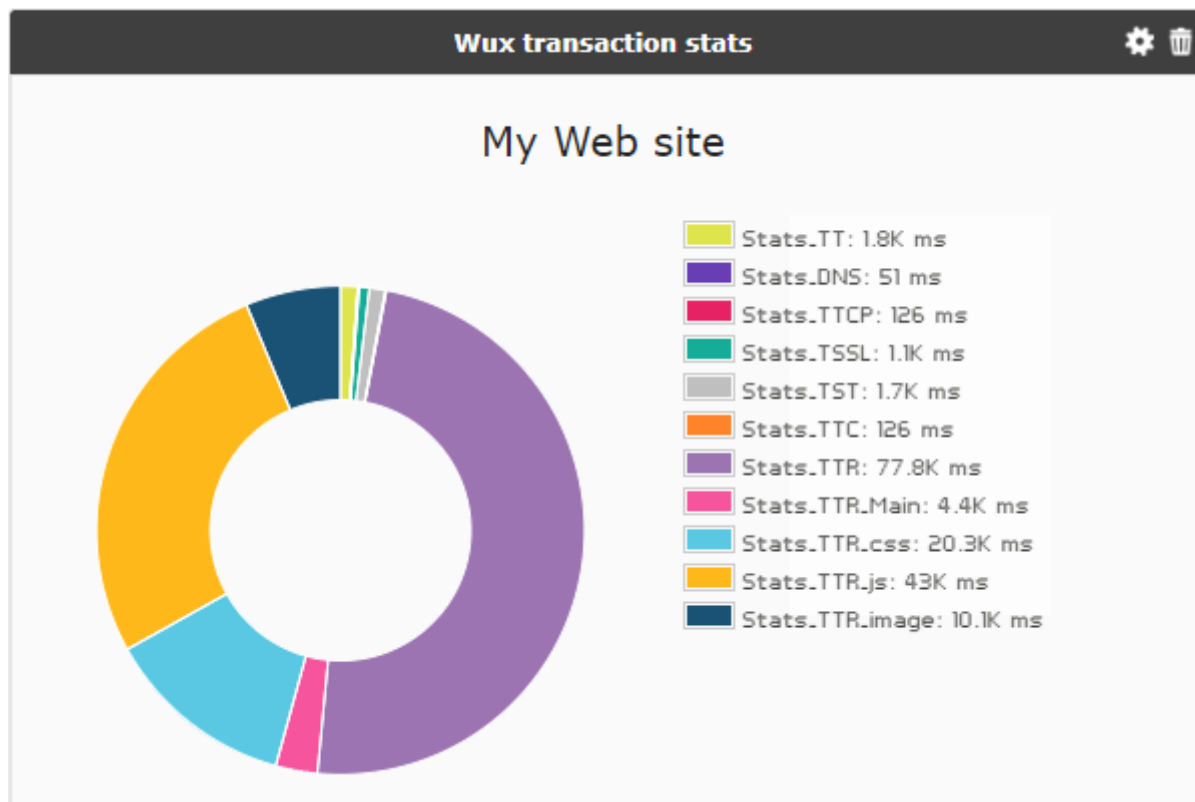 Wux transaction stats
My Web site
Stats_TT: 1.8K ms
Stats_DNS: 51 ms
Stats_TTCP: 126 ms
Stats_TSSL: 1.1K ms
Stats_TST: 1.7K ms
Stats_TTC: 126 ms
Stats_TTR: 77.8K ms
Stats_TTR_Main: 4.4K ms
Stats_TTR_css: 20.3K ms
Stats_TTR_js: 43K ms
Stats_TTR_image: 10.1K ms